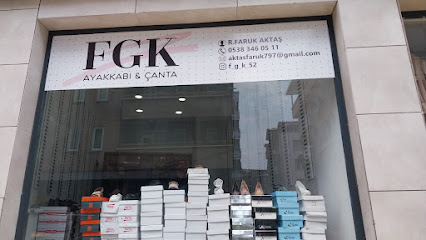 FGK
AYAKKABI & ÇANTA
R.FARUK AKTAŞ
0538 346 05 11
aktasfaruk797@gmail.com
f_g_k_52